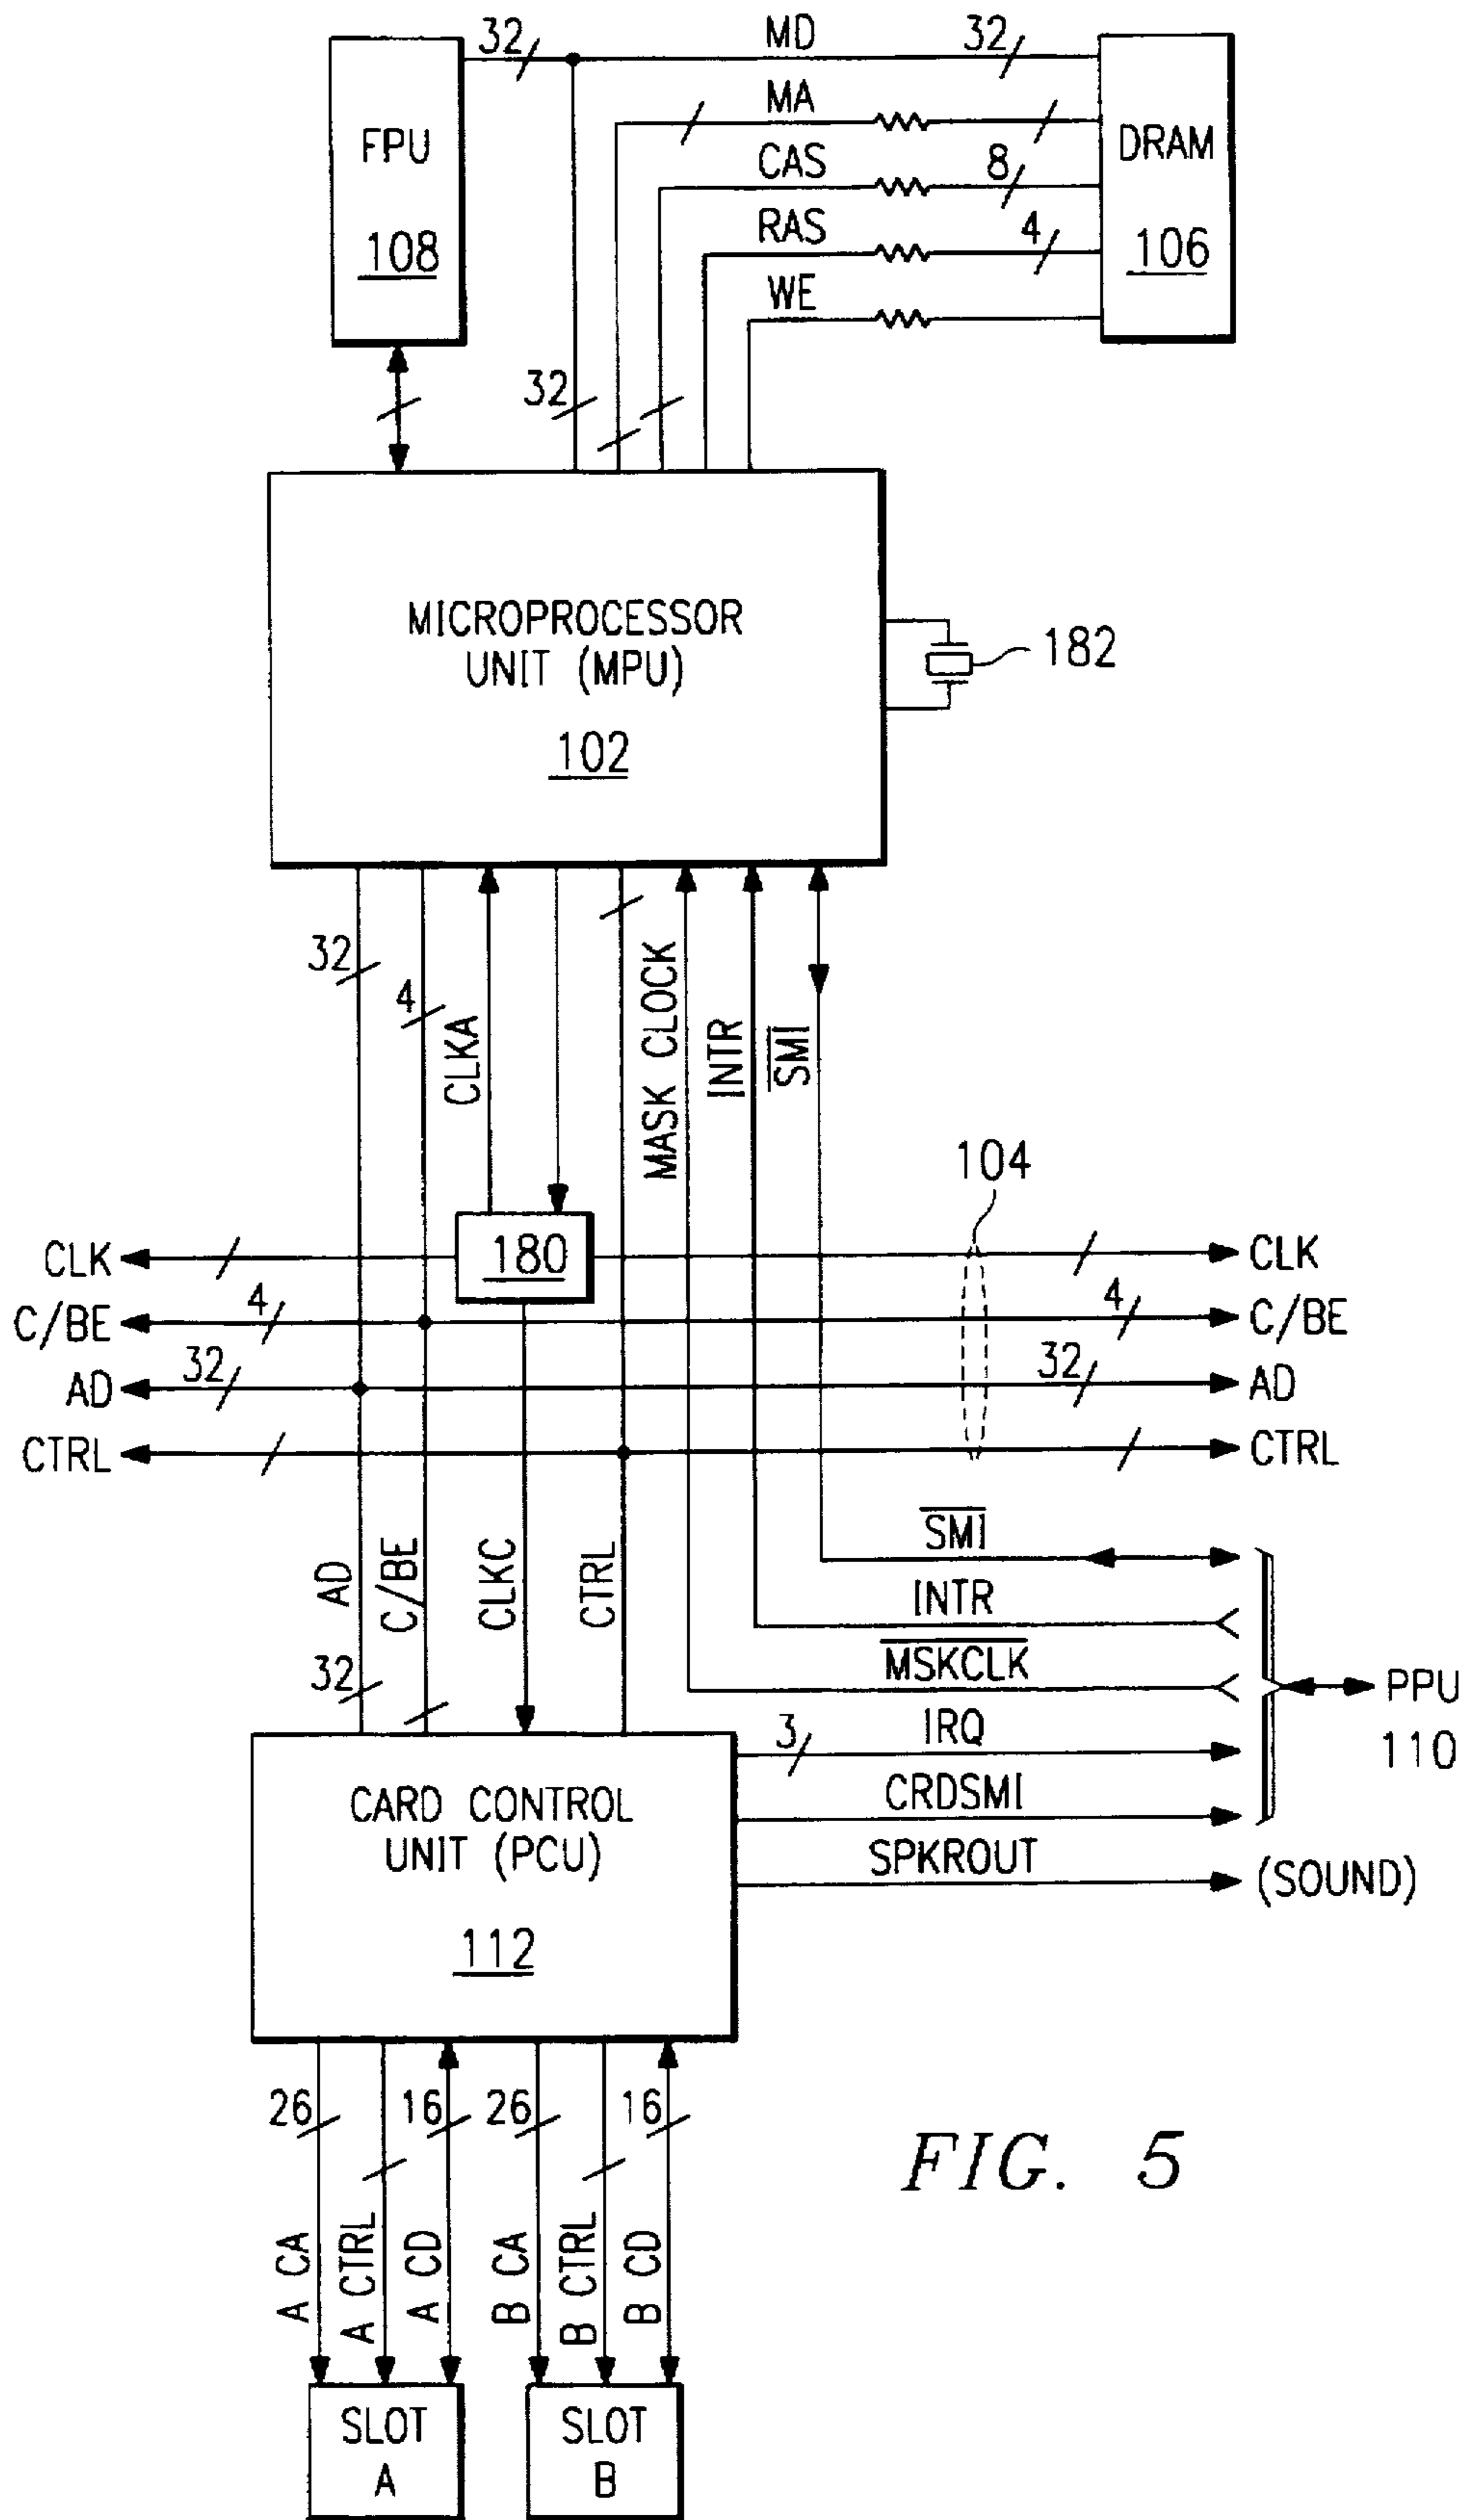 32 MD 32
MA
FPU DRAM
CAS 8
108 RAS 4 106
WE
32
MICROPROCESSOR
UNIT (MPU)
182
102
32
4
CLKA
MASK CLOCK
INTR
SMI
104
CLK 180 CLK
C/BE 4 4 C/BE
AD 32 32 AD
CTRL CTRL
AD
C/BE
CLKC
CTRL
SMI
INTR
MSKCLK
32
PPU
110
3 IRQ
CRDSMI
SPKROUT (SOUND)
CARD CONTROL
UNIT (PCU)
112
26 16 26 16
FIG. 5
A CA
A CTRL
A CD
B CA
B CTRL
B CD
SLOT
A
SLOT
B